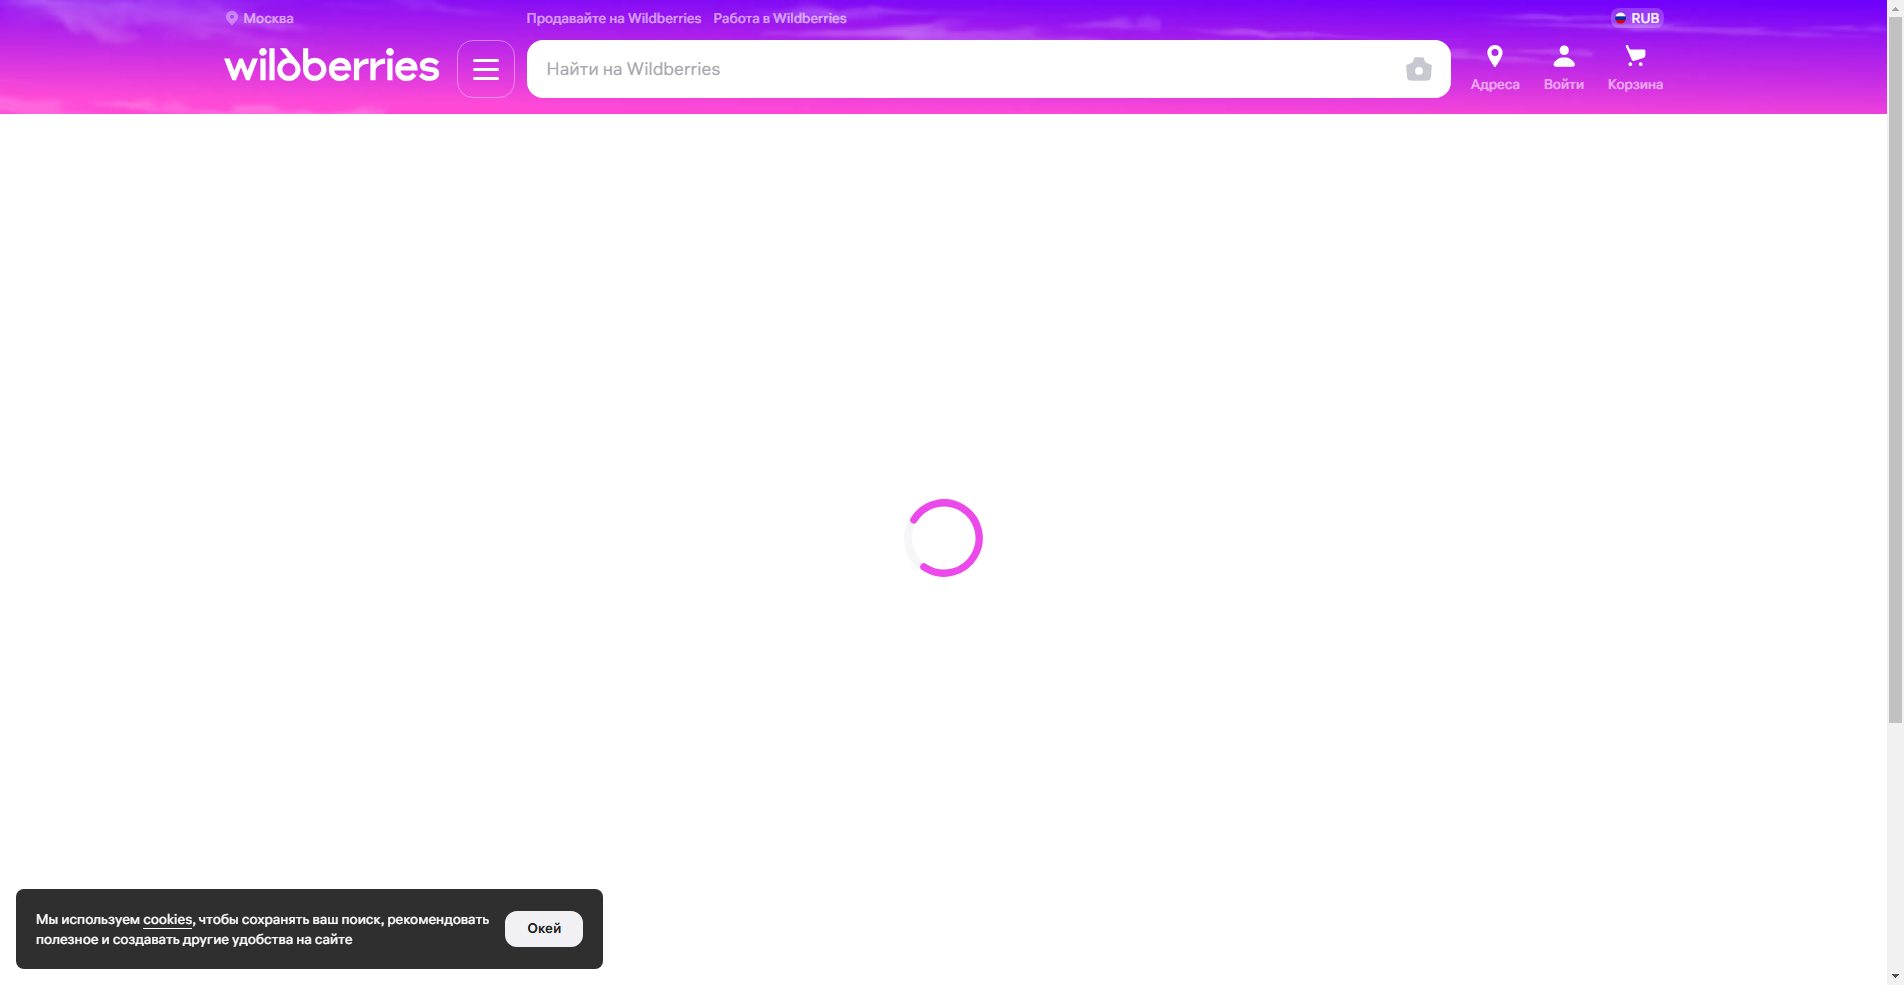 Москва
Продавайте на Wildberries
Работа в Wildberries
RUB
wildberries
Найти на Wildberries
Адреса
Войти
Корзина
Мы используем cookies, чтобы сохранять ваш поиск, рекомендовать
полезное и создавать другие удобства на сайте
Окей